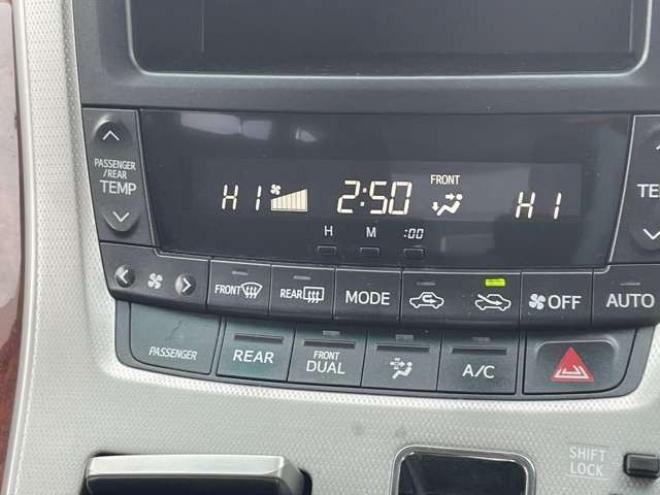 PASSENGER
/REAR
TEMP
HI
2:50
FRONT
HI
TE
H M :00
FRONT
REAR
MODE
OFF
AUTO
PASSENGER
REAR
FRONT
DUAL
A/C
SHIFT
LOCK